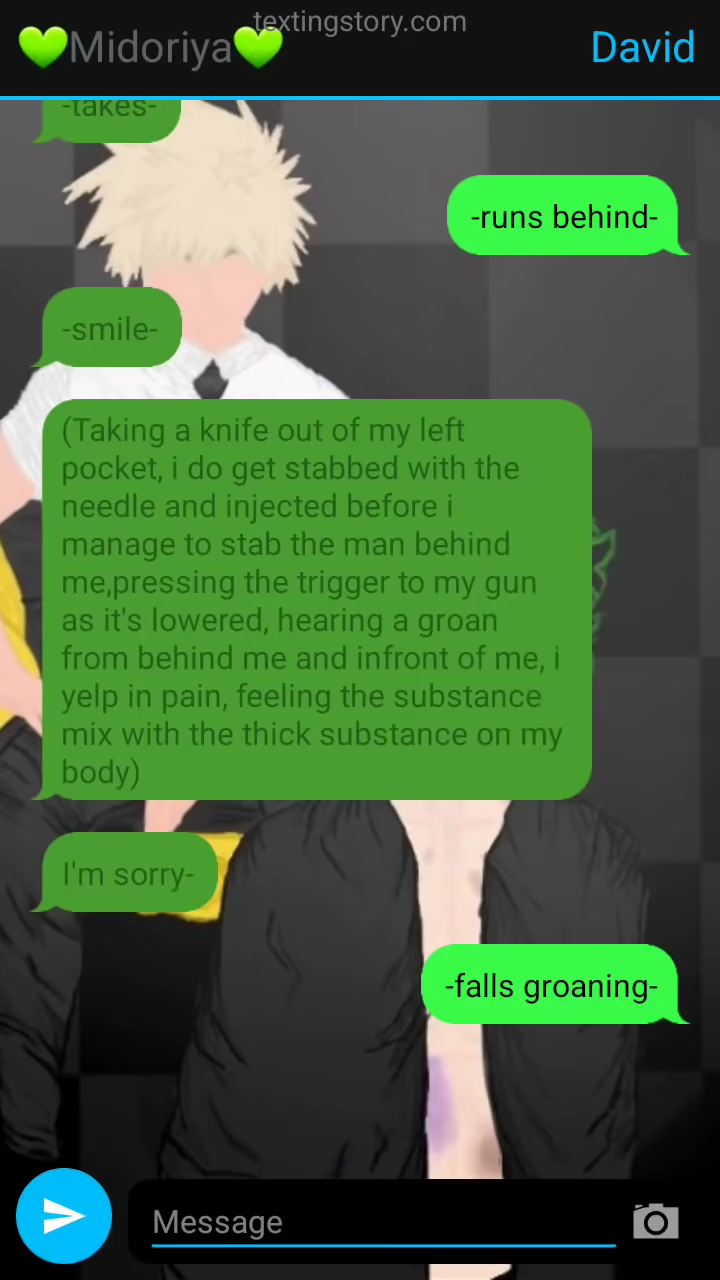 textingstory.com
💚Midoriya💚
David
-takes-
-runs behind-
-smile-
(Taking a knife out of my left
pocket, i do get stabbed with the
needle and injected before i
manage to stab the man behind
me,pressing the trigger to my gun
as it's lowered, hearing a groan
from behind me and infront of me, i
yelp in pain, feeling the substance
mix with the thick substance on my
body)
I'm sorry-
-falls groaning-
Message